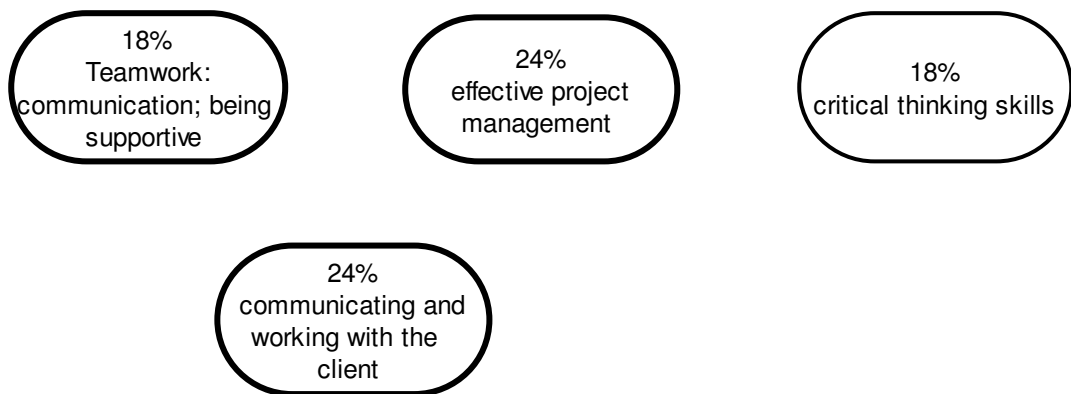 18%
Teamwork:
communication; being
supportive
24%
effective project
management
18%
critical thinking skills
24%
communicating and
working with the
client